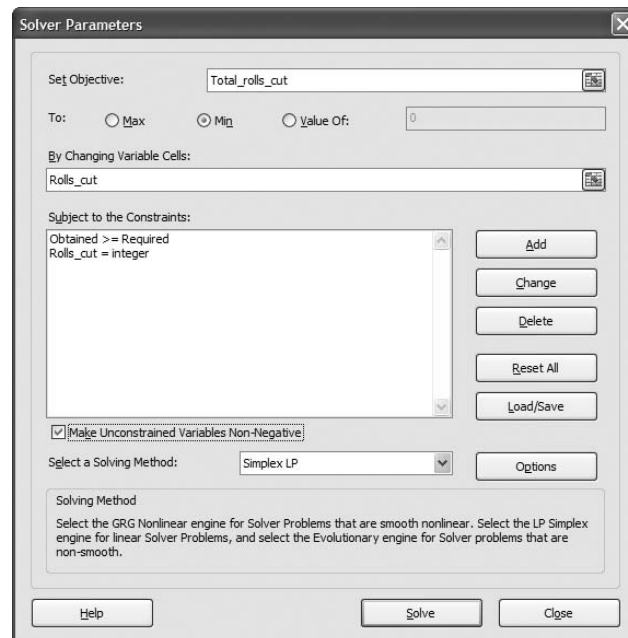 Solver Parameters
Set Objective: Total_rolls_cut
To: Max Min Value Of: 0
By Changing Variable Cells:
Rolls_cut
Subject to the Constraints:
Obtained >= Required
Rolls_cut = integer
Add
Change
Delete
Reset All
Load/Save
Make Unconstrained Variables Non-Negative
Select a Solving Method: Simplex LP Options
Solving Method
Select the GRG Nonlinear engine for Solver Problems that are smooth nonlinear. Select the LP Simplex
engine for linear Solver Problems, and select the Evolutionary engine for Solver problems that are
non-smooth.
Help Solve Close